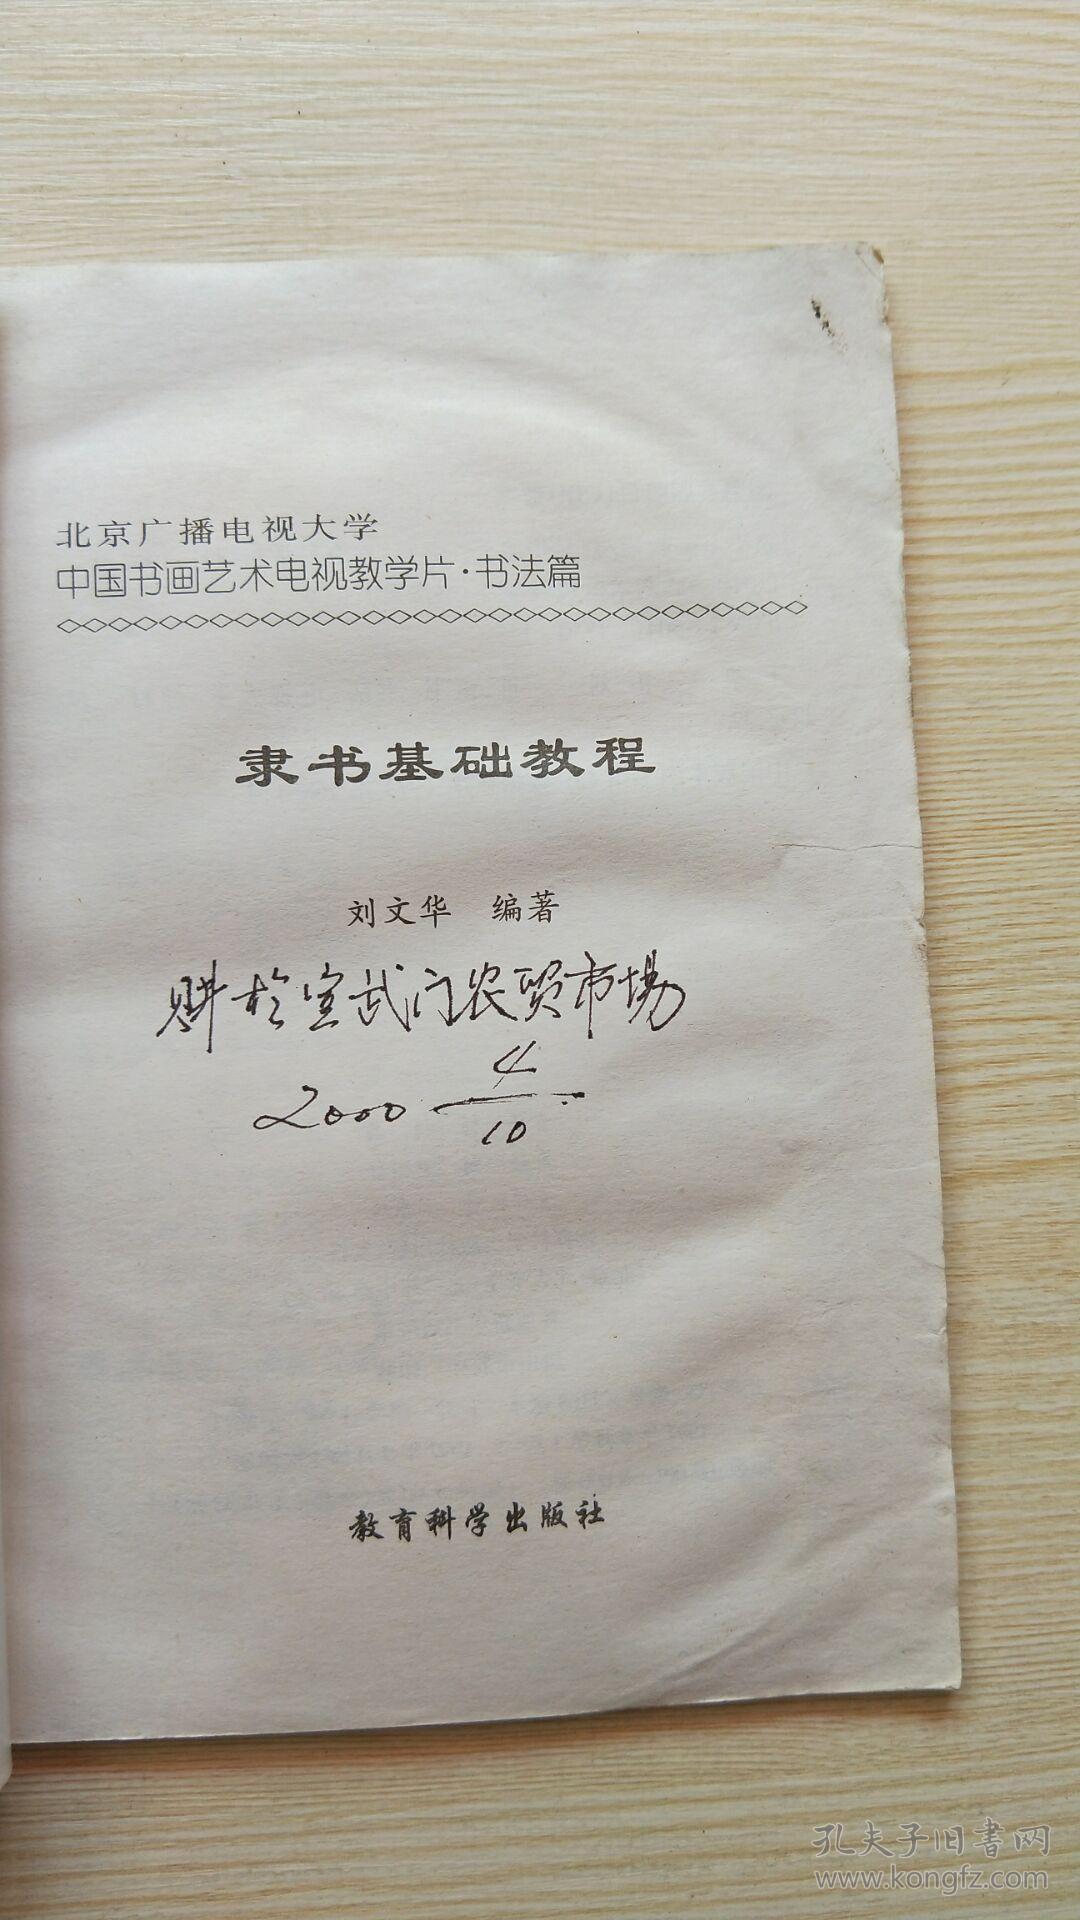 北京广播电视大学
中国书画艺术电视教学片·书法篇
隶书基础教程
刘文华 编著
购於宣武门农贸市場
2000 4/10
教育科学出版社
孔夫子旧书网
www.kongfz.com